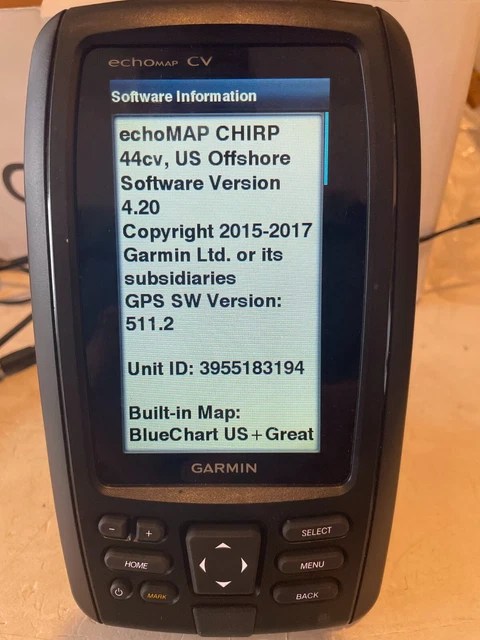 echoMAP CV
Software Information
echoMAP CHIRP
44cv, US Offshore
Software Version
4.20
Copyright 2015-2017
Garmin Ltd. or its
subsidiaries
GPS SW Version:
511.2
Unit ID: 3955183194
Built-in Map:
BlueChart US+Great
GARMIN
- + SELECT
HOME MENU
MARK BACK